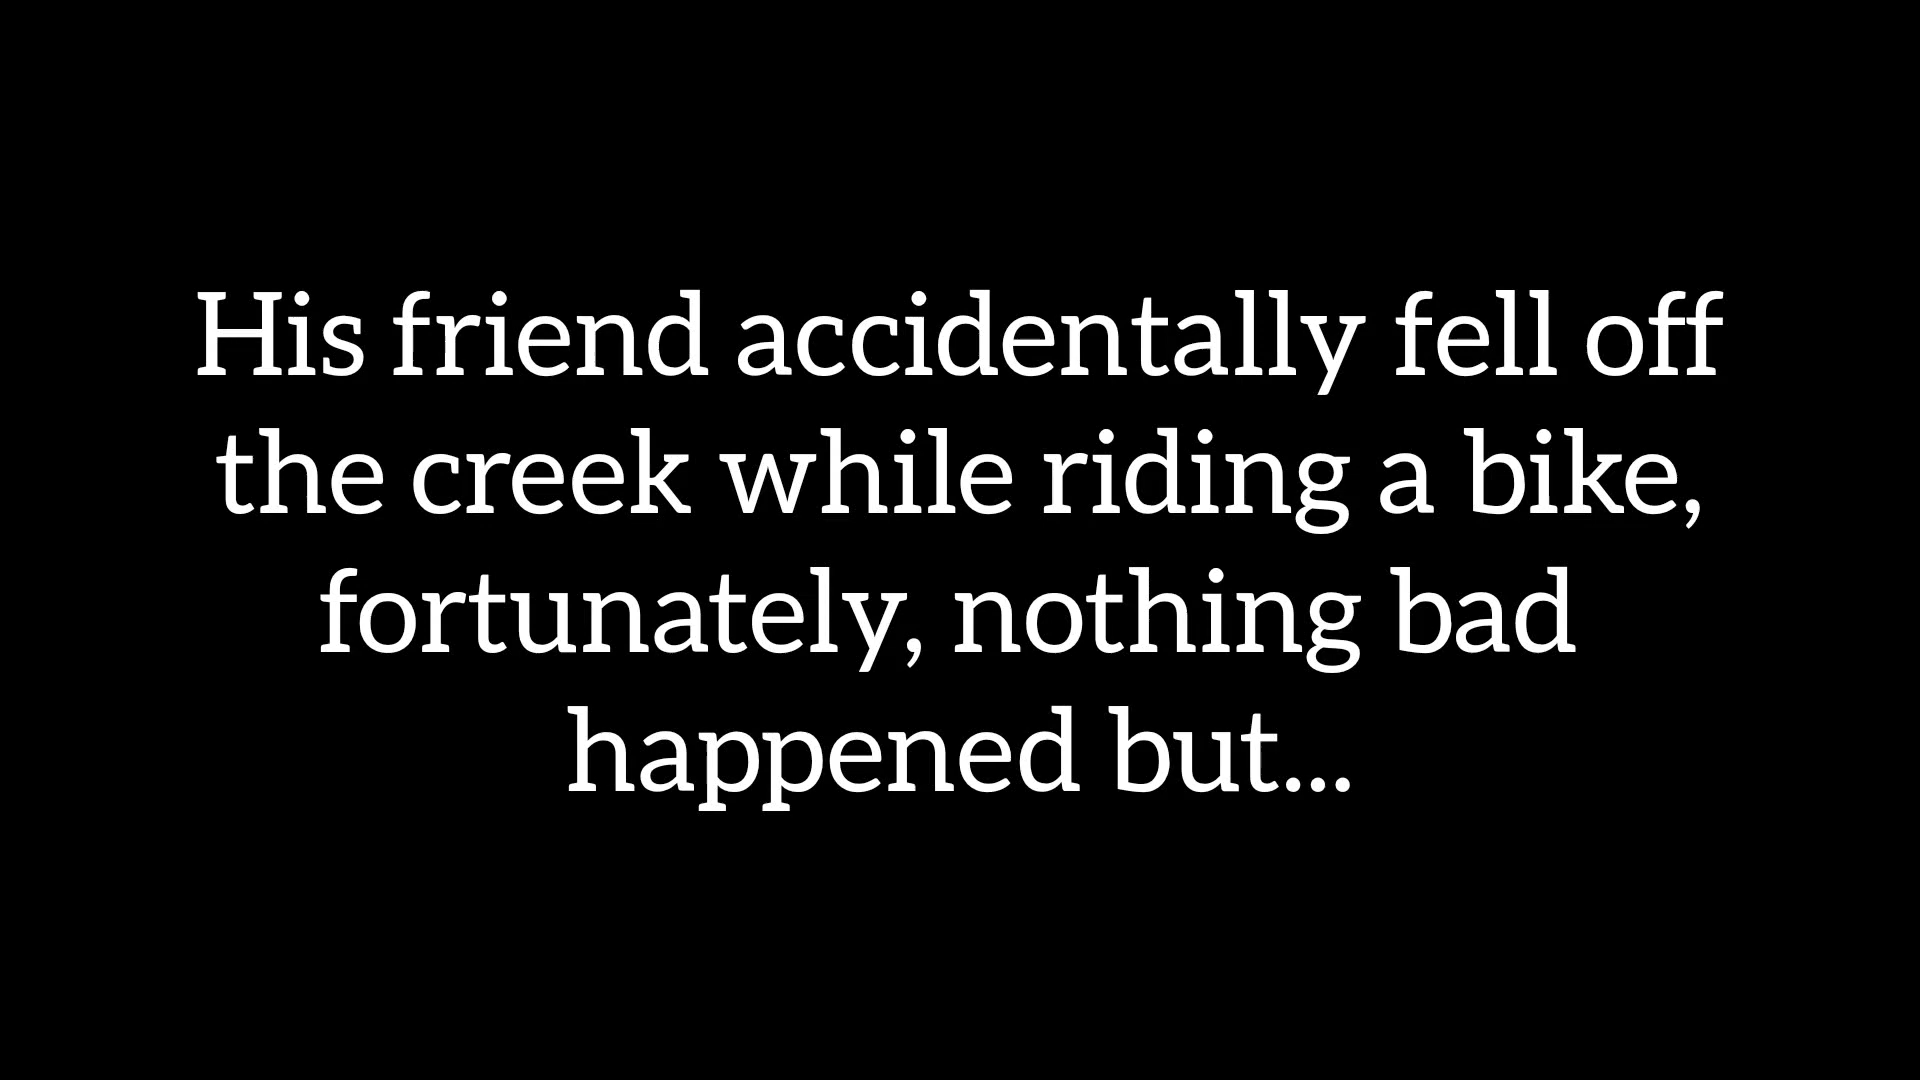 His friend accidentally fell off
the creek while riding a bike,
fortunately, nothing bad
happened but...